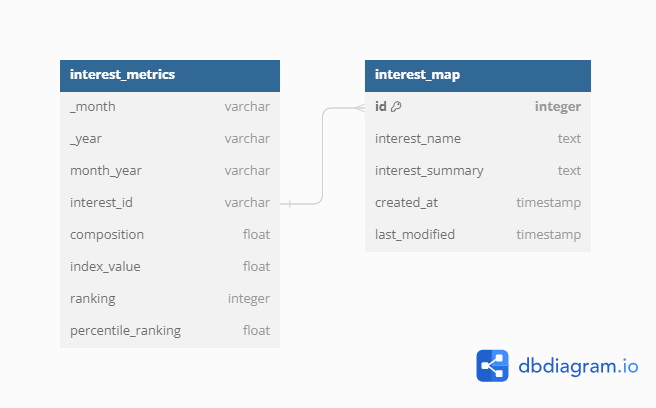 interest_metrics
_month varchar
_year varchar
month_year varchar
interest_id varchar
composition float
index_value float
ranking integer
percentile_ranking float
interest_map
id integer
interest_name text
interest_summary text
created_at timestamp
last_modified timestamp
dbdiagram.io